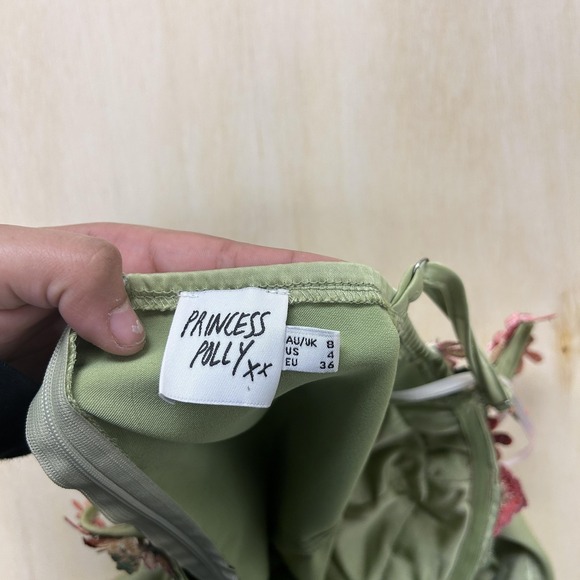 PRINCESS
POLLY xx
AU/UK 8
US 4
EU 36